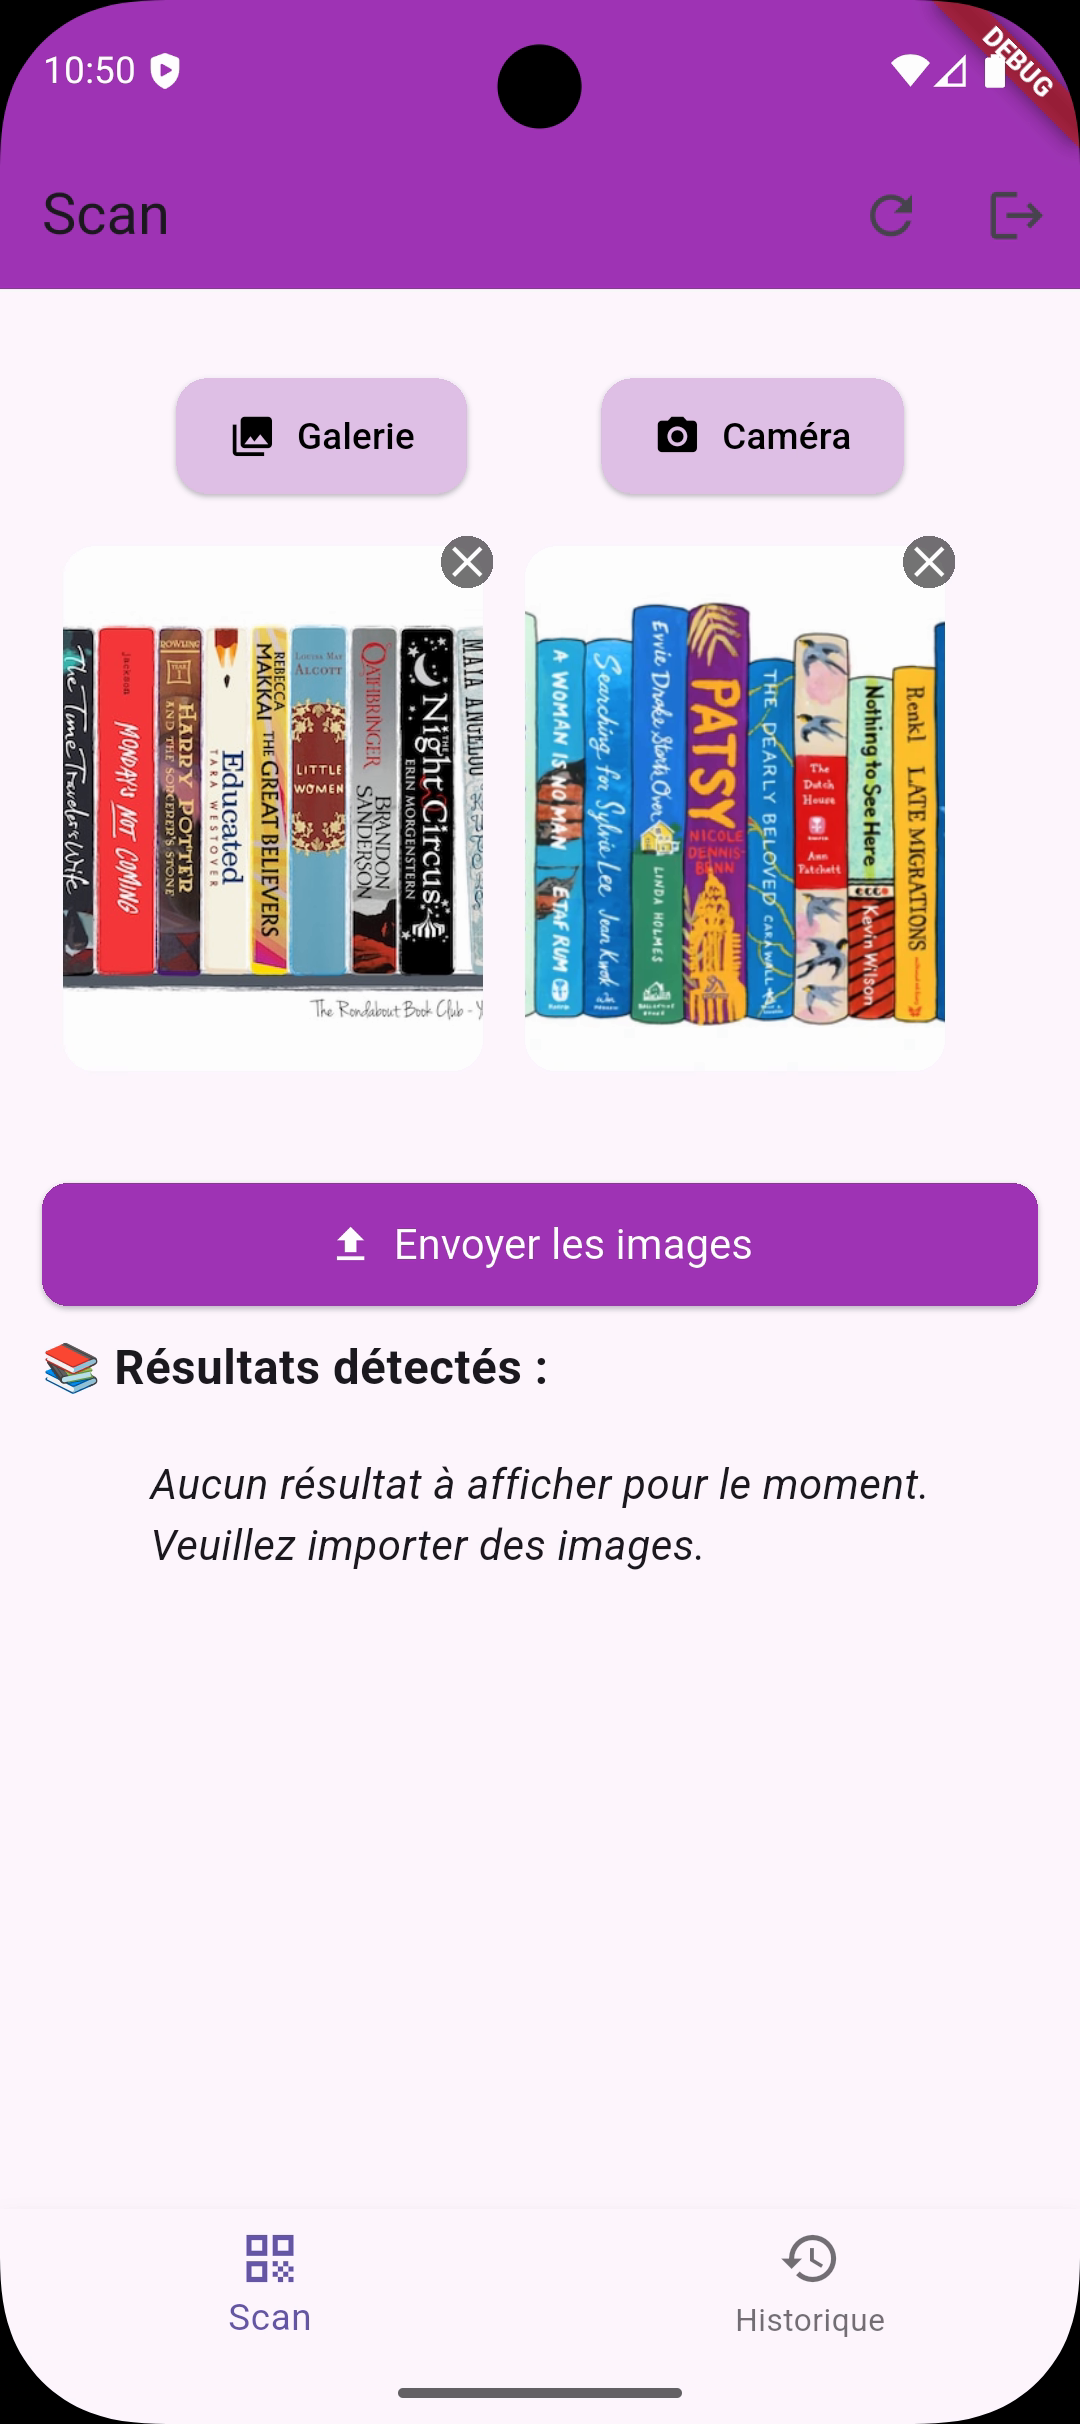 10:50
DEBUG
Scan
Galerie
Caméra
The Time Traveler's Wife
Jackson
MONDAY'S NOT COMING
ROWLING
YEAR
1
HARRY POTTER
AND THE SORCERER'S STONE
Educated
TARA WESTOVER
REBECCA
MAKKAI
THE GREAT BELIEVERS
LOUISA MAY
ALCOTT
LITTLE
WOMEN
OATHBRINGER
BRANDON
SANDERSON
THE
Night Circus
ERIN MORGENSTERN
MAYA ANGELOU
The Rondabout Book Club -
A WOMAN IS NO MAN
ETAF RUM
Searching for Sylvie Lee
Jean Kwok
Evvie Drake Starts Over
LINDA HOLMES
PATSY
NICOLE
DENNIS-
BENN
THE DEARLY BELOVED
CARA WALL
The
Dutch
House
Ann
Patchett
Nothing to See Here
Kevin Wilson
Renkl
LATE MIGRATIONS
Envoyer les images
📚 Résultats détectés :
Aucun résultat à afficher pour le moment.
Veuillez importer des images.
Scan
Historique